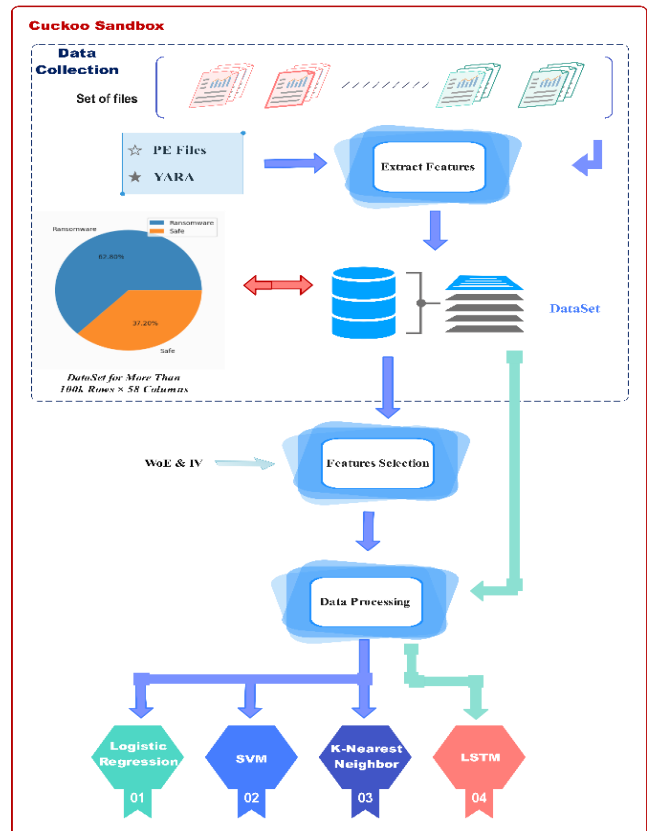 Cuckoo Sandbox
Data
Collection
Set of files
☆ PE Files
★ YARA
Extract Features
Ransomware
Safe
Ransomware
62.80%
37.20%
Safe
DataSet
DataSet for More Than
100k Rows × 58 Columns
WoE & IV
Features Selection
Data Processing
Logistic
Regression
SVM
K-Nearest
Neighbor
LSTM
01
02
03
04